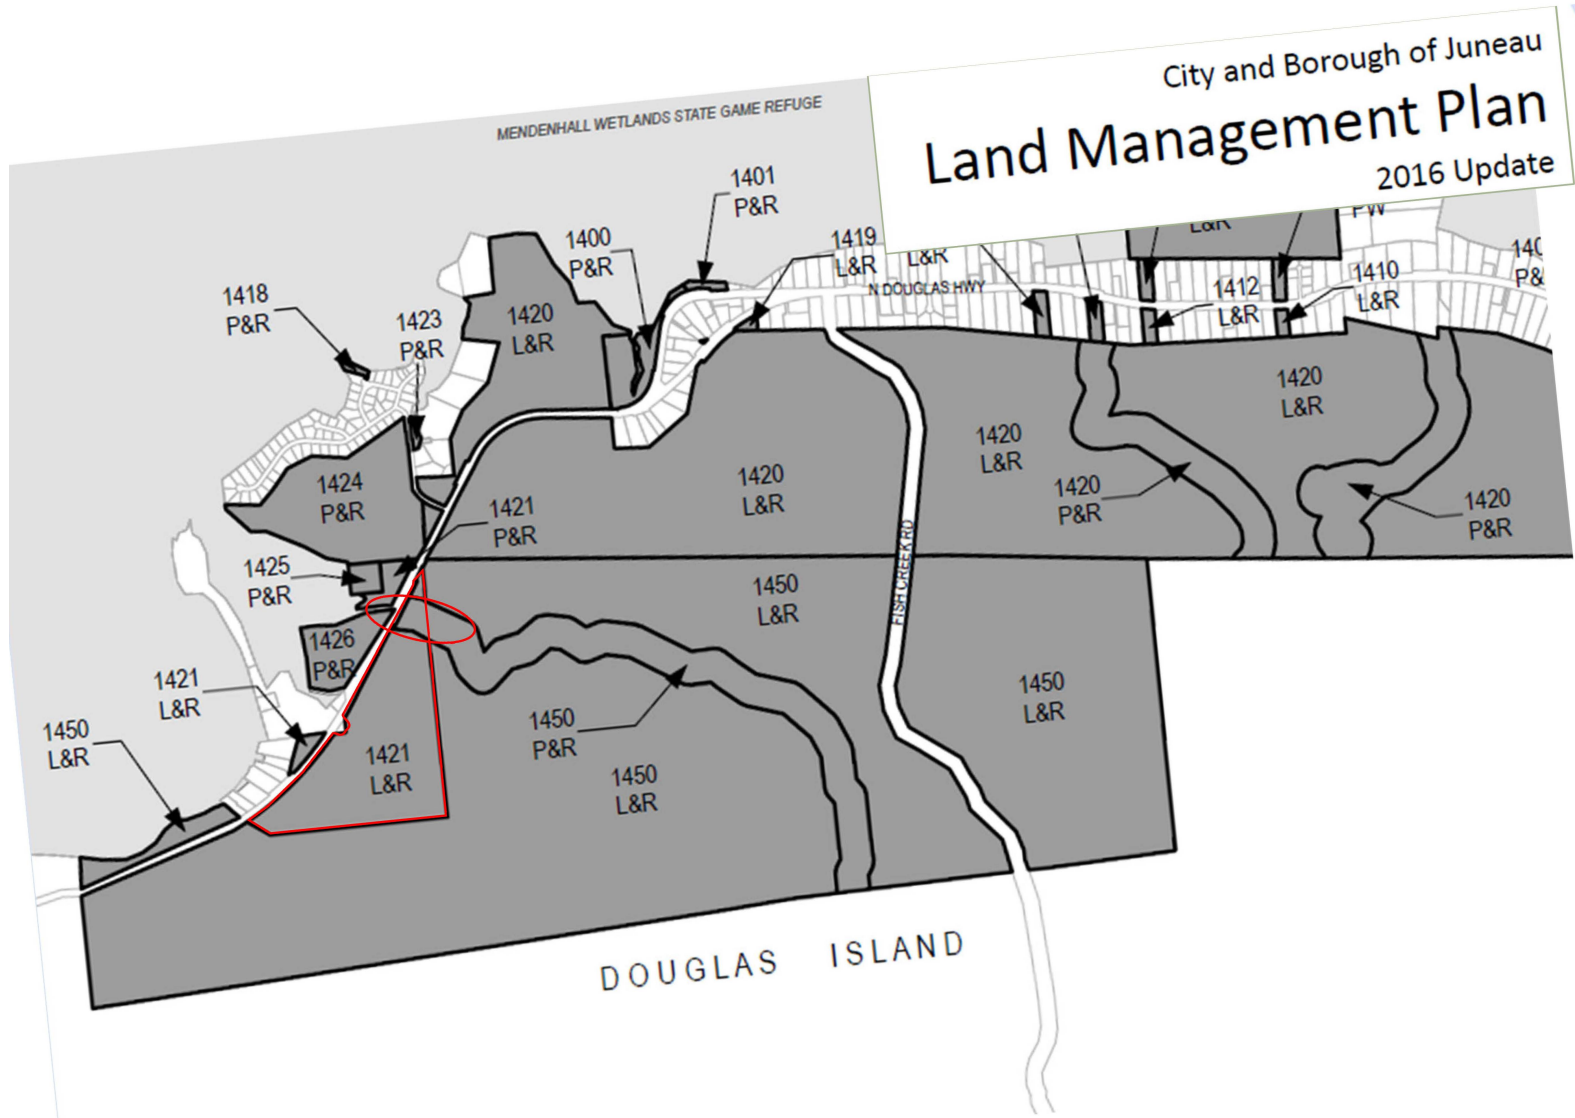 City and Borough of Juneau
Land Management Plan
2016 Update
MENDENHALL WETLANDS STATE GAME REFUGE
1401
P&R
1400
P&R
1419
L&R
L&R
L&R
PW
P&R
N DOUGLAS HWY
1412
L&R
1410
L&R
1418
P&R
1423
P&R
1420
L&R
1420
L&R
1420
L&R
1424
P&R
1420
L&R
1421
P&R
1420
P&R
1420
P&R
FISH CREEK RD
1425
P&R
1450
L&R
1426
P&R
1421
L&R
1450
L&R
1450
L&R
1450
P&R
1421
L&R
1450
L&R
DOUGLAS ISLAND